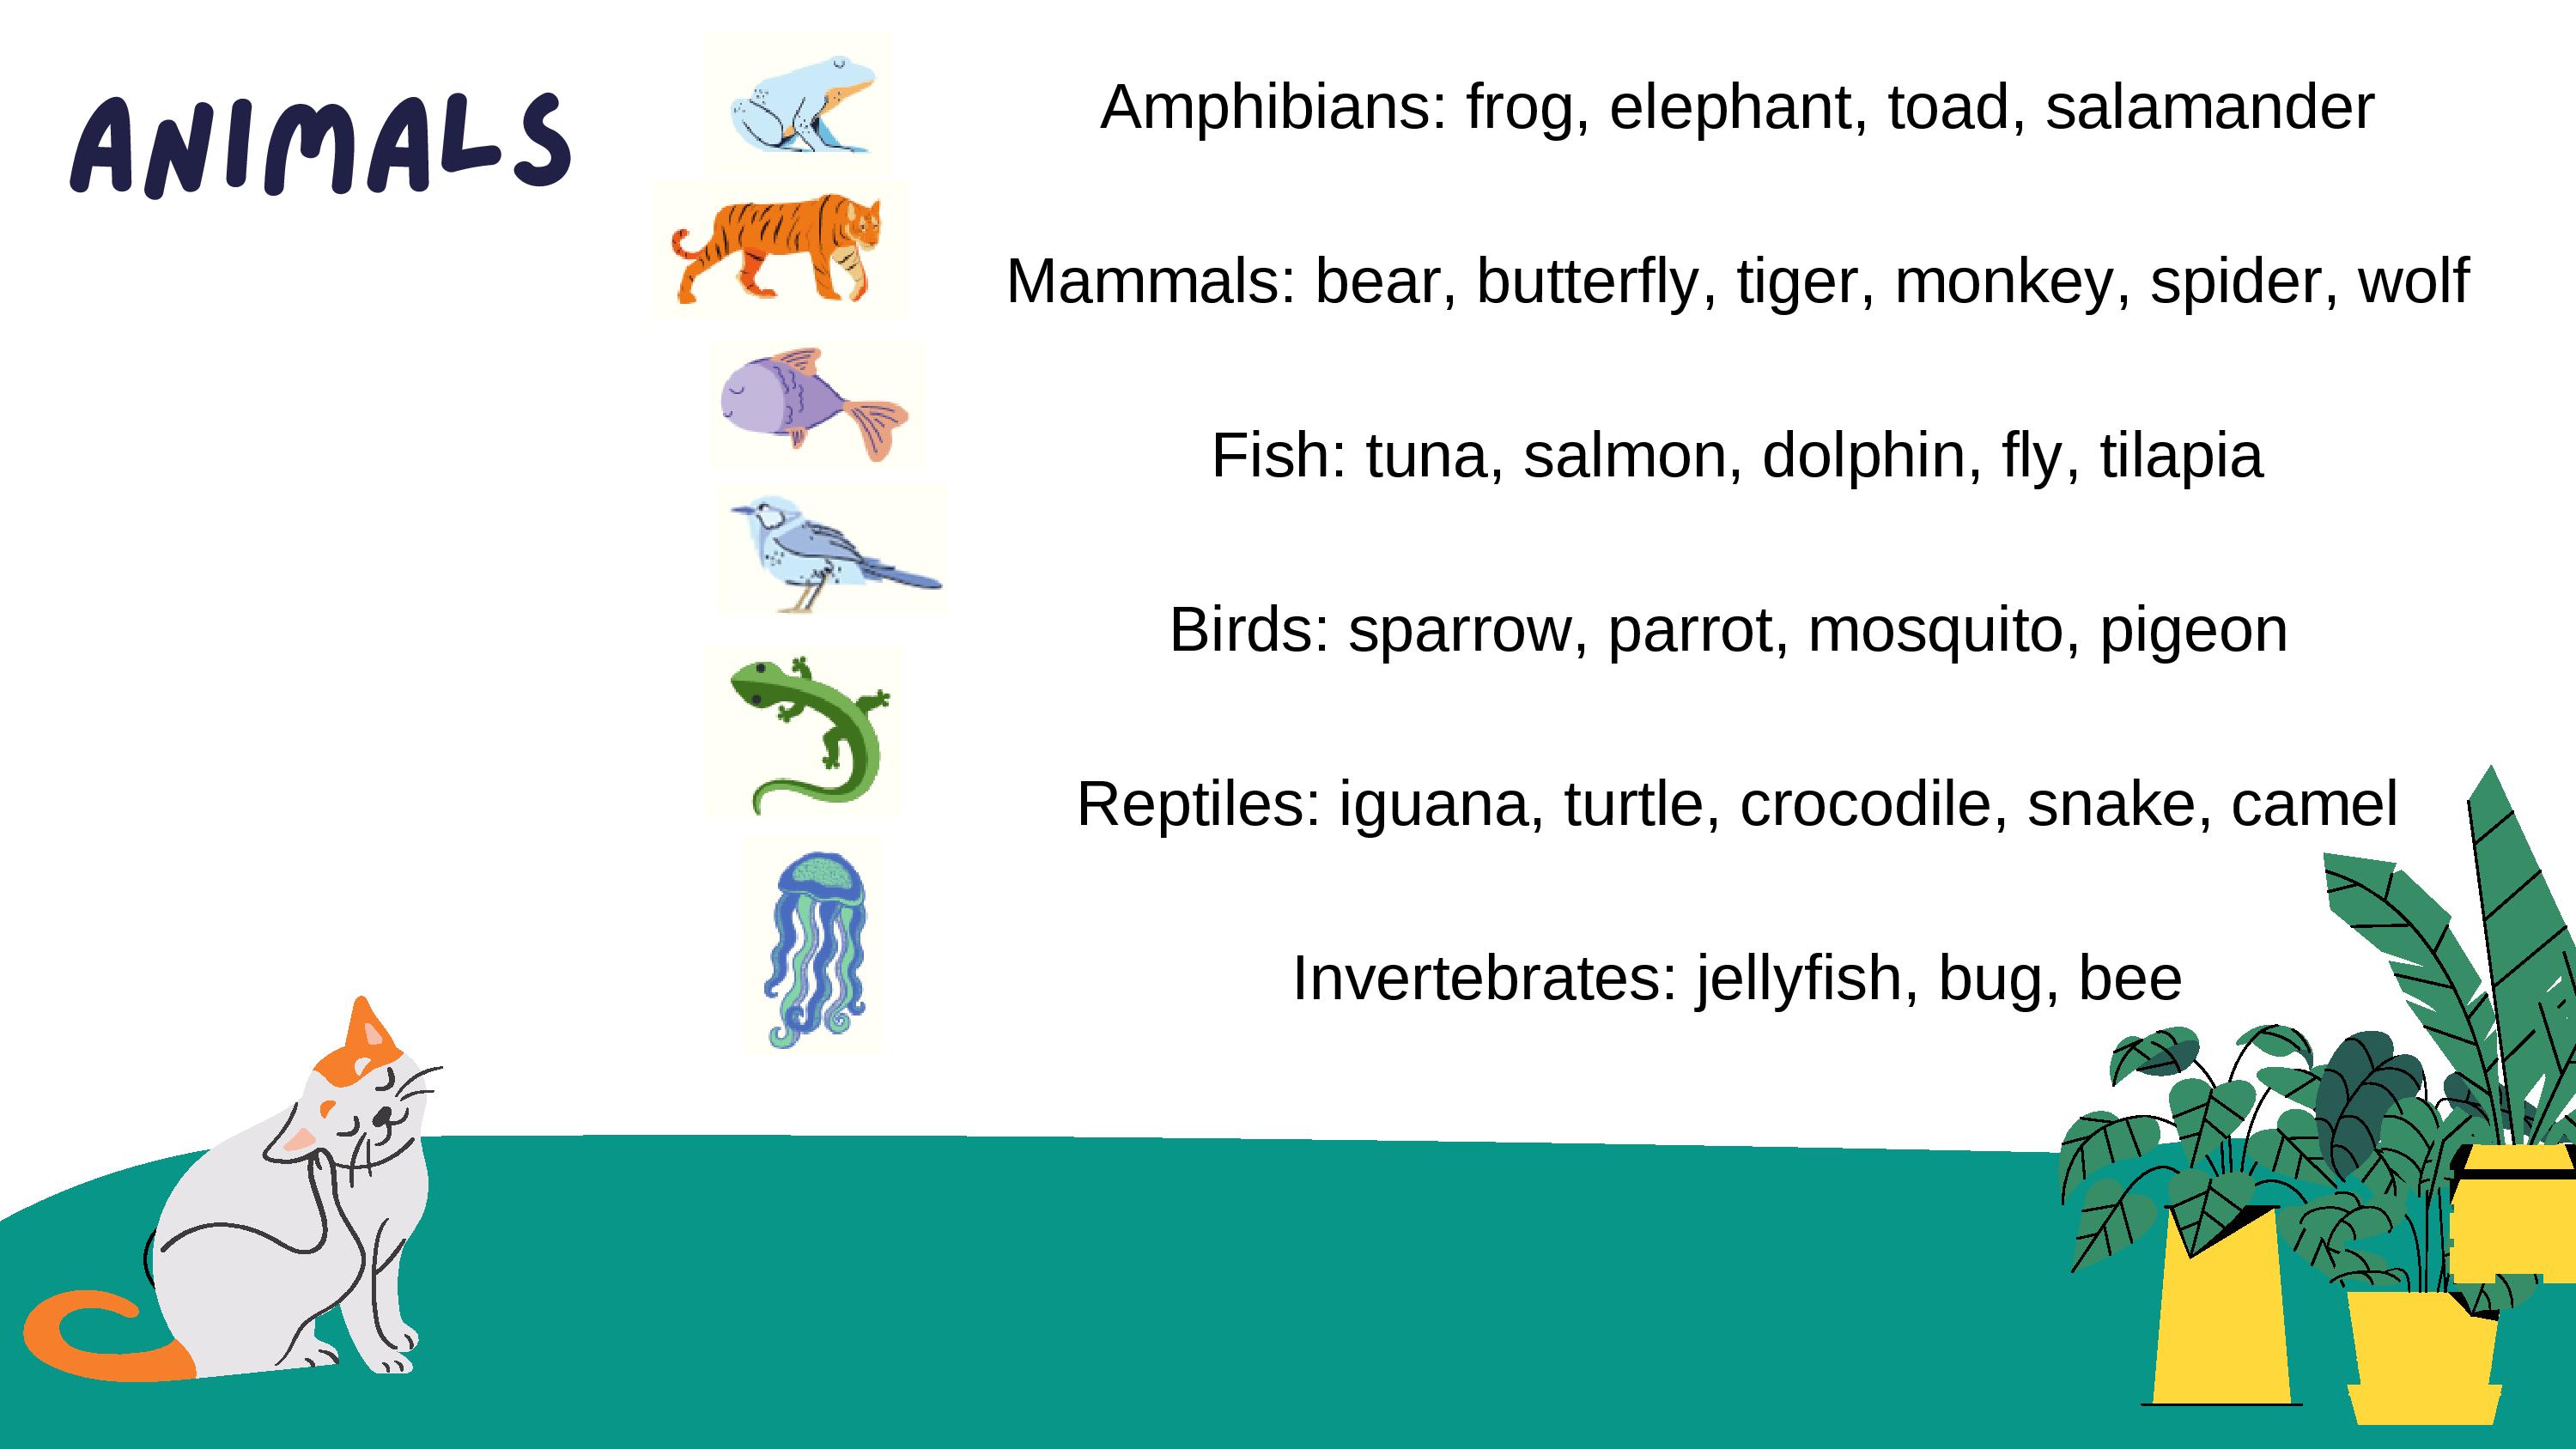 ANIMALS
Amphibians: frog, elephant, toad, salamander
Mammals: bear, butterfly, tiger, monkey, spider, wolf
Fish: tuna, salmon, dolphin, fly, tilapia
Birds: sparrow, parrot, mosquito, pigeon
Reptiles: iguana, turtle, crocodile, snake, camel
Invertebrates: jellyfish, bug, bee